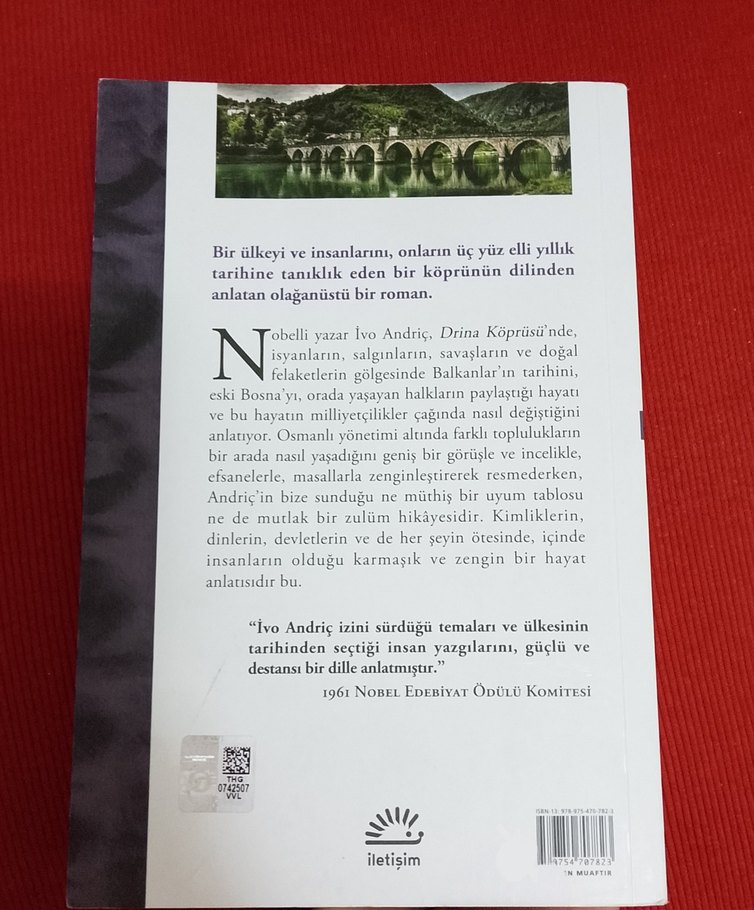 Bir ülkeyi ve insanlarını, onların üç yüz elli yıllık
tarihine tanıklık eden bir köprünün dilinden
anlatan olağanüstü bir roman.
Nobelli yazar İvo Andriç, Drina Köprüsü'nde,
isyanların, salgınların, savaşların ve doğal
felaketlerin gölgesinde Balkanlar'ın tarihini,
eski Bosna'yı, orada yaşayan halkların paylaştığı hayatı
ve bu hayatın milliyetçilikler çağında nasıl değiştiğini
anlatıyor. Osmanlı yönetimi altında farklı toplulukların
bir arada nasıl yaşadığını geniş bir görüşle ve incelikle,
efsanelerle, masallarla zenginleştirerek resmederken,
Andriç'in bize sunduğu ne müthiş bir uyum tablosu
ne de mutlak bir zulüm hikâyesidir. Kimliklerin,
dinlerin, devletlerin ve de her şeyin ötesinde, içinde
insanların olduğu karmaşık ve zengin bir hayat
anlatısıdır bu.
"İvo Andriç izini sürdüğü temaları ve ülkesinin
tarihinden seçtiği insan yazgılarını, güçlü ve
destansı bir dille anlatmıştır."
1961 Nobel Edebiyat Ödülü Komitesi
THG
0742507
VVL
iletişim
ISBN-13: 978-975-470-782-3
9754 707823
MUAFTIR